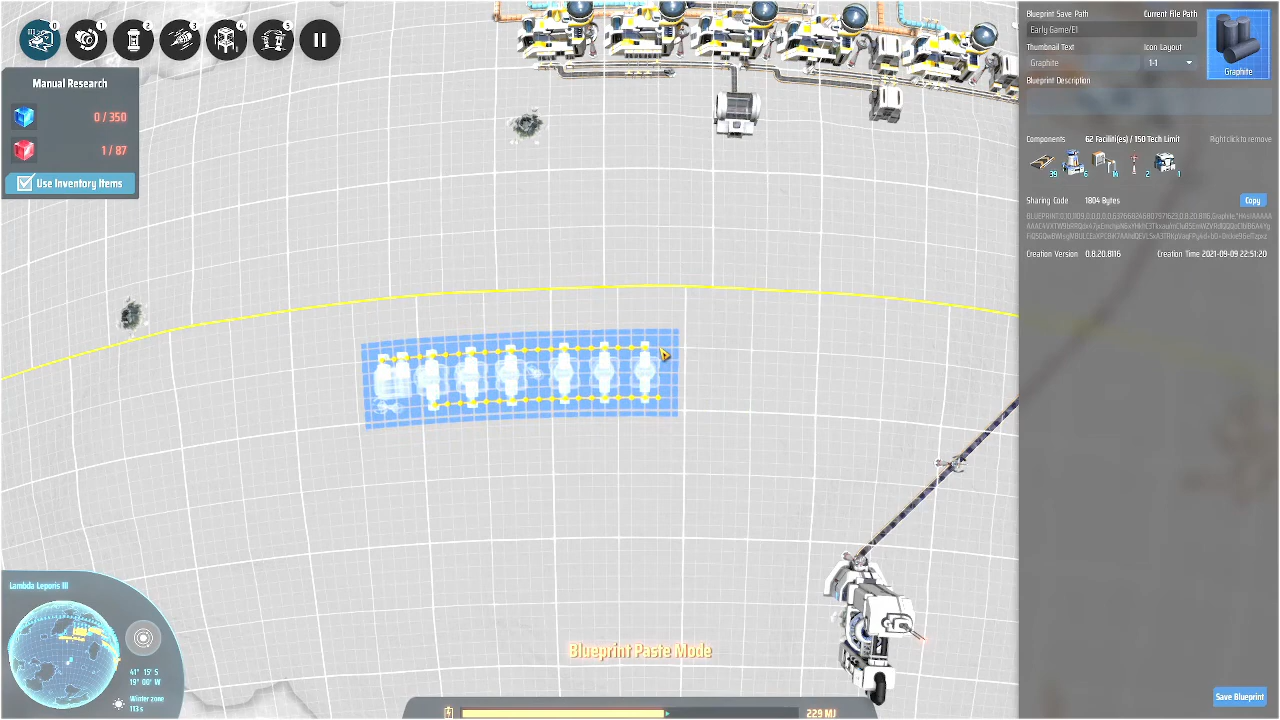 2
3
4
5
Manual Research
0 / 350
1 / 87
Use Inventory Items
Blueprint Save Path
Current File Path
Early Game/El
Thumbnail Text
Icon Layout
Graphite
1-1
Graphite
Blueprint Description
Components
62 Facilit(ies) / 150 Tech Limit
Right click to remove
39
6
14
2
1
Sharing Code
1804 Bytes
Copy
Creation Version
0.8.20.8116
Creation Time 2021-09-09 22:51:20
Lambda Leporis III
41° 15' S
19° 00' W
Winter zone
113 s
Blueprint Paste Mode
229 MJ
Save Blueprint